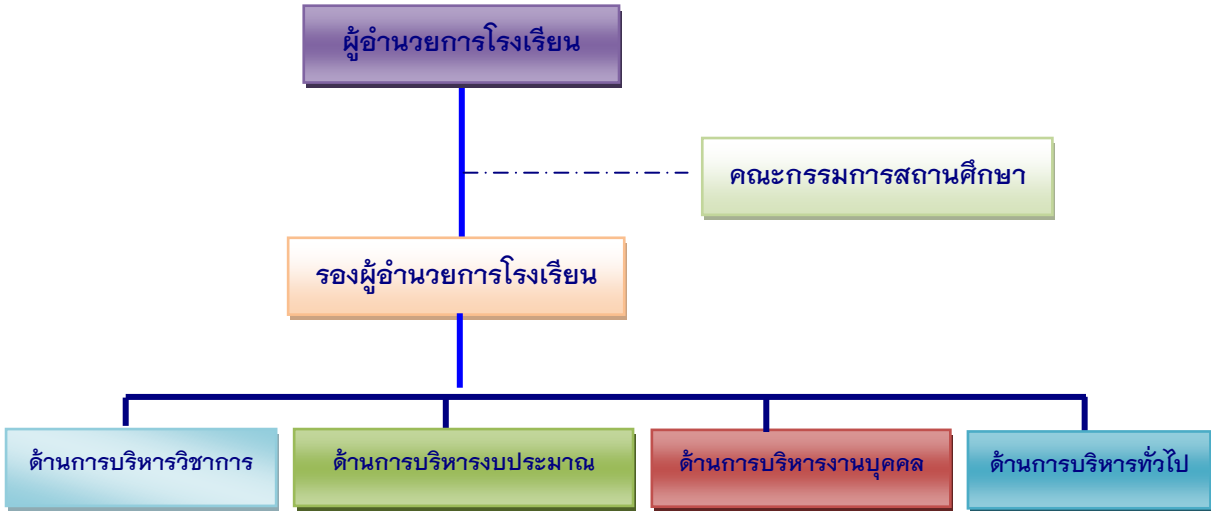 ผู้อำนวยการโรงเรียน
คณะกรรมการสถานศึกษา
รองผู้อำนวยการโรงเรียน
ด้านการบริหารวิชาการ
ด้านการบริหารงบประมาณ
ด้านการบริหารงานบุคคล
ด้านการบริหารทั่วไป